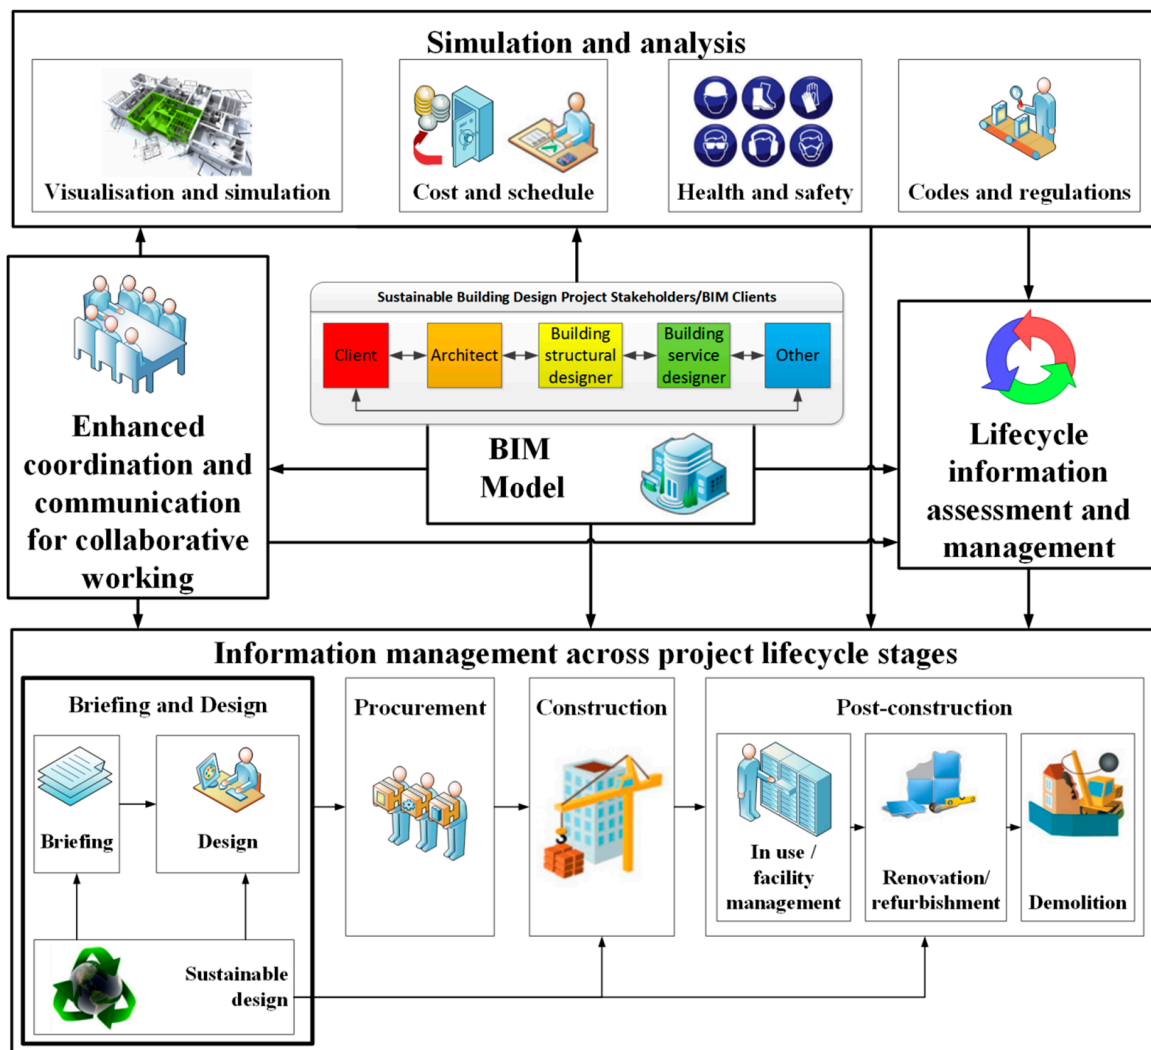 Simulation and analysis
Visualisation and simulation
Cost and schedule
Health and safety
Codes and regulations
Sustainable Building Design Project Stakeholders/BIM Clients
Client
Architect
Building
structural
designer
Building
service
designer
Other
Enhanced
coordination and
communication
for collaborative
working
BIM
Model
Lifecycle
information
assessment and
management
Information management across project lifecycle stages
Briefing and Design
Briefing
Design
Sustainable
design
Procurement
Construction
Post-construction
In use /
facility
management
Renovation/
refurbishment
Demolition